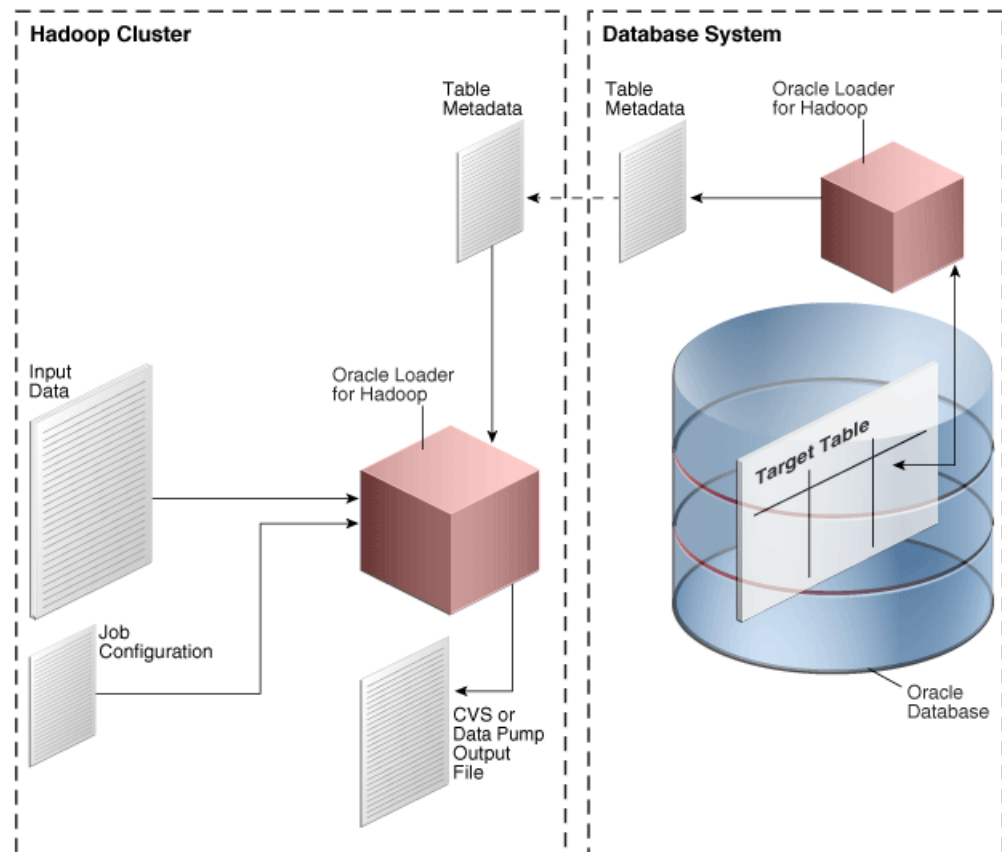 Hadoop Cluster
Database System
Table
Metadata
Table
Metadata
Oracle Loader
for Hadoop
Input
Data
Oracle Loader
for Hadoop
Target Table
Job
Configuration
CVS or
Data Pump
Output
File
Oracle
Database